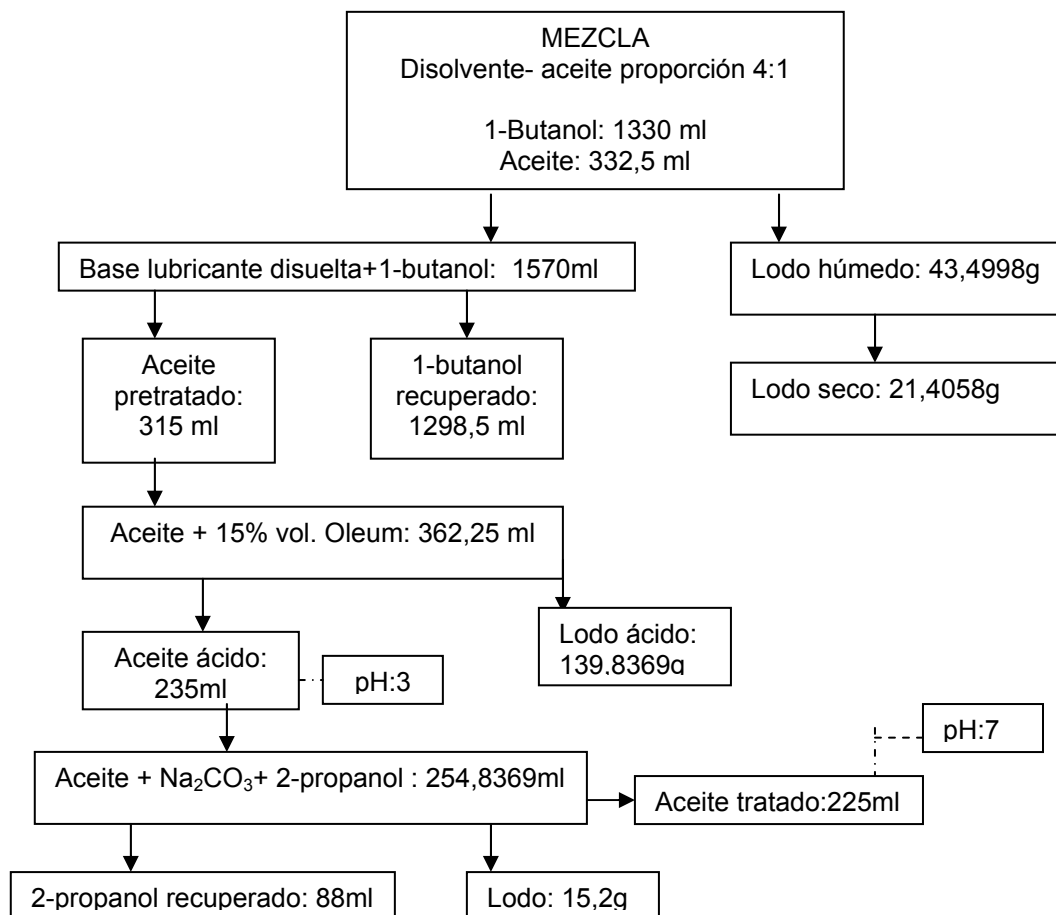 MEZCLA
Disolvente- aceite proporción 4:1
1-Butanol: 1330 ml
Aceite: 332,5 ml
Base lubricante disuelta+1-butanol: 1570ml
Lodo húmedo: 43,4998g
Aceite
pretratado:
315 ml
1-butanol
recuperado:
1298,5 ml
Lodo seco: 21,4058g
Aceite + 15% vol. Oleum: 362,25 ml
Aceite ácido:
235ml
pH:3
Lodo ácido:
139,8369g
pH:7
Aceite + Na₂CO₃+ 2-propanol : 254,8369ml
Aceite tratado:225ml
2-propanol recuperado: 88ml
Lodo: 15,2g